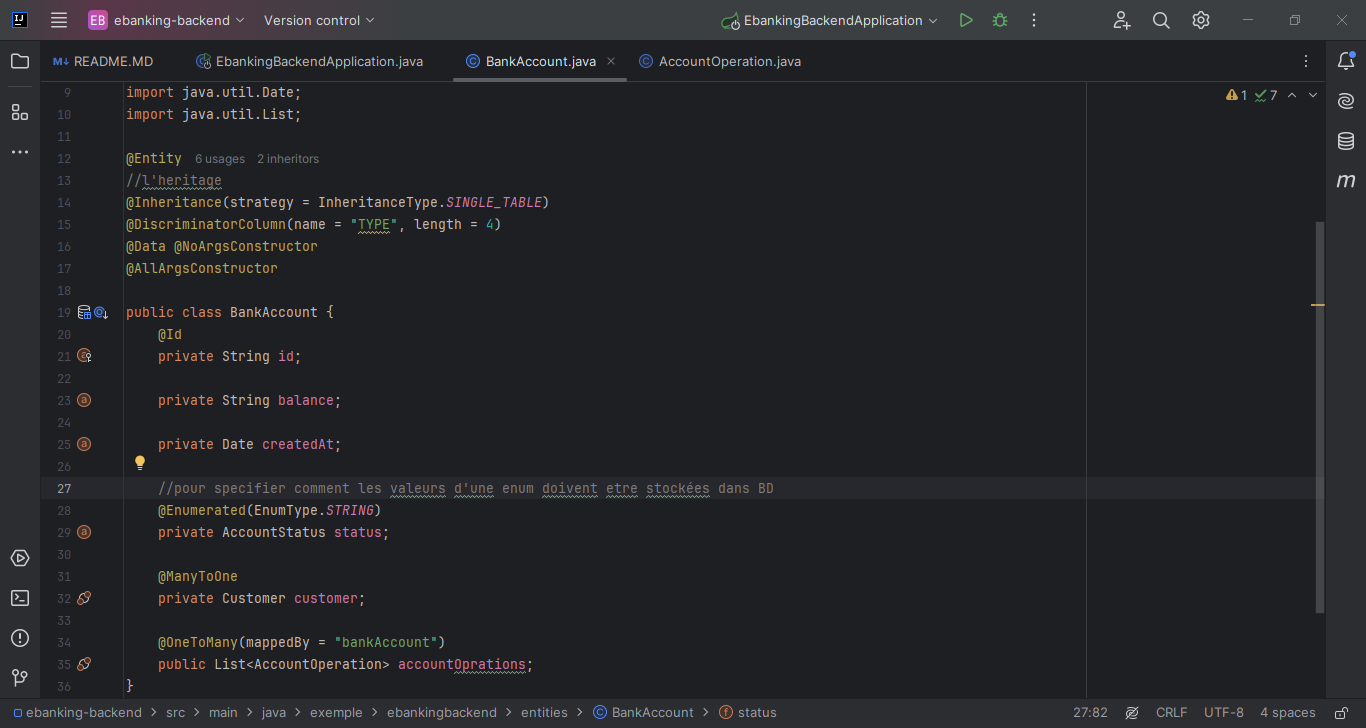 IJ EB ebanking-backend Version control EbankingBackendApplication
M↓ README.MD EbankingBackendApplication.java BankAccount.java AccountOperation.java
1 7
9 import java.util.Date;
10 import java.util.List;
11
12 @Entity 6 usages 2 inheritors
13 //l'heritage
14 @Inheritance(strategy = InheritanceType.SINGLE_TABLE)
15 @DiscriminatorColumn(name = "TYPE", length = 4)
16 @Data @NoArgsConstructor
17 @AllArgsConstructor
18
19 public class BankAccount {
20 @Id
21 private String id;
22
23 private String balance;
24
25 private Date createdAt;
26
27 //pour specifier comment les valeurs d'une enum doivent etre stockées dans BD
28 @Enumerated(EnumType.STRING)
29 private AccountStatus status;
30
31 @ManyToOne
32 private Customer customer;
33
34 @OneToMany(mappedBy = "bankAccount")
35 public List<AccountOperation> accountOprations;
36 }
ebanking-backend > src > main > java > exemple > ebankingbackend > entities > BankAccount > status 27:82 CRLF UTF-8 4 spaces